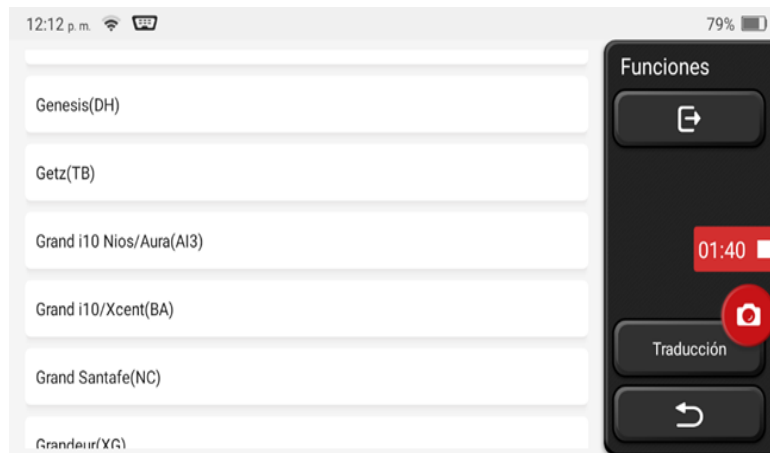 12:12 p. m.
79%
Funciones
Genesis(DH)
Getz(TB)
Grand i10 Nios/Aura(AI3)
01:40
Grand i10/Xcent(BA)
Traducción
Grand Santafe(NC)
Grandeur(XG)